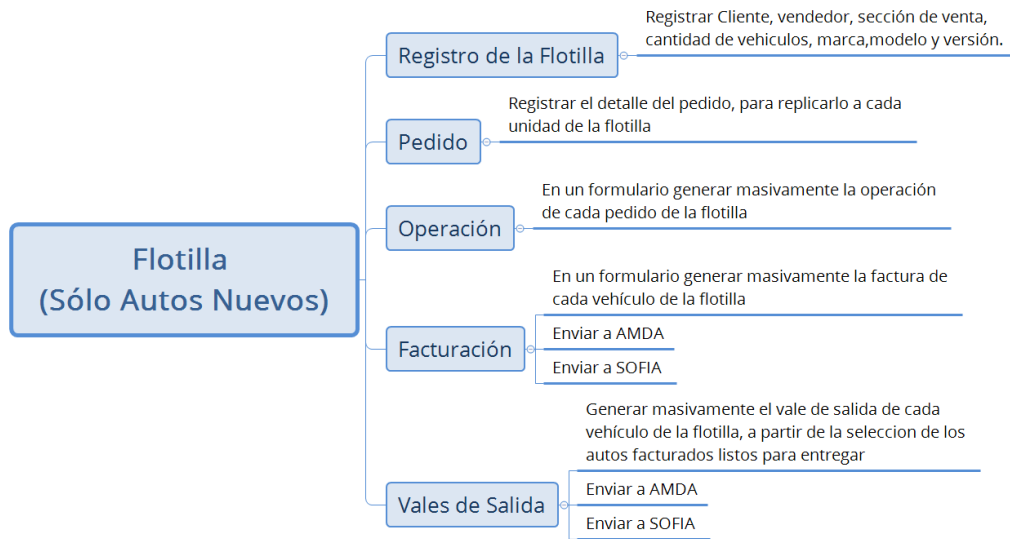 Flotilla
(Sólo Autos Nuevos)
Registro de la Flotilla
Registrar Cliente, vendedor, sección de venta,
cantidad de vehiculos, marca,modelo y versión.
Pedido
Registrar el detalle del pedido, para replicarlo a cada
unidad de la flotilla
Operación
En un formulario generar masivamente la operación
de cada pedido de la flotilla
Facturación
En un formulario generar masivamente la factura de
cada vehículo de la flotilla
Enviar a AMDA
Enviar a SOFIA
Vales de Salida
Generar masivamente el vale de salida de cada
vehículo de la flotilla, a partir de la seleccion de los
autos facturados listos para entregar
Enviar a AMDA
Enviar a SOFIA